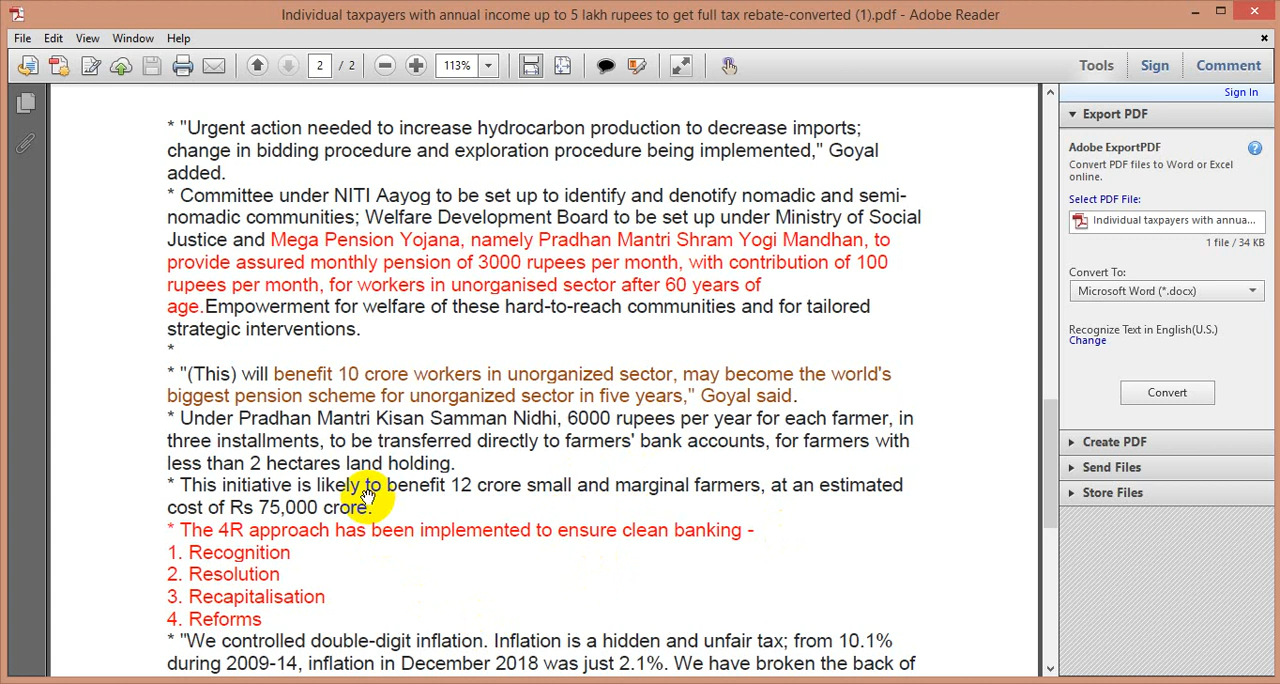 Individual taxpayers with annual income up to 5 lakh rupees to get full tax rebate-converted (1).pdf - Adobe Reader
File Edit View Window Help
2 / 2 113% Tools Sign Comment
Sign In
Export PDF
Adobe ExportPDF
Convert PDF files to Word or Excel
online.
Select PDF File:
Individual taxpayers with annua...
1 file / 34 KB
Convert To:
Microsoft Word (*.docx)
Recognize Text in English(U.S.)
Change
Convert
Create PDF
Send Files
Store Files
* "Urgent action needed to increase hydrocarbon production to decrease imports;
change in bidding procedure and exploration procedure being implemented," Goyal
added.
* Committee under NITI Aayog to be set up to identify and denotify nomadic and semi-
nomadic communities; Welfare Development Board to be set up under Ministry of Social
Justice and Mega Pension Yojana, namely Pradhan Mantri Shram Yogi Mandhan, to
provide assured monthly pension of 3000 rupees per month, with contribution of 100
rupees per month, for workers in unorganised sector after 60 years of
age.Empowerment for welfare of these hard-to-reach communities and for tailored
strategic interventions.
*
* "(This) will benefit 10 crore workers in unorganized sector, may become the world's
biggest pension scheme for unorganized sector in five years," Goyal said.
* Under Pradhan Mantri Kisan Samman Nidhi, 6000 rupees per year for each farmer, in
three installments, to be transferred directly to farmers' bank accounts, for farmers with
less than 2 hectares land holding.
* This initiative is likely to benefit 12 crore small and marginal farmers, at an estimated
cost of Rs 75,000 crore.
* The 4R approach has been implemented to ensure clean banking -
1. Recognition
2. Resolution
3. Recapitalisation
4. Reforms
* "We controlled double-digit inflation. Inflation is a hidden and unfair tax; from 10.1%
during 2009-14, inflation in December 2018 was just 2.1%. We have broken the back of